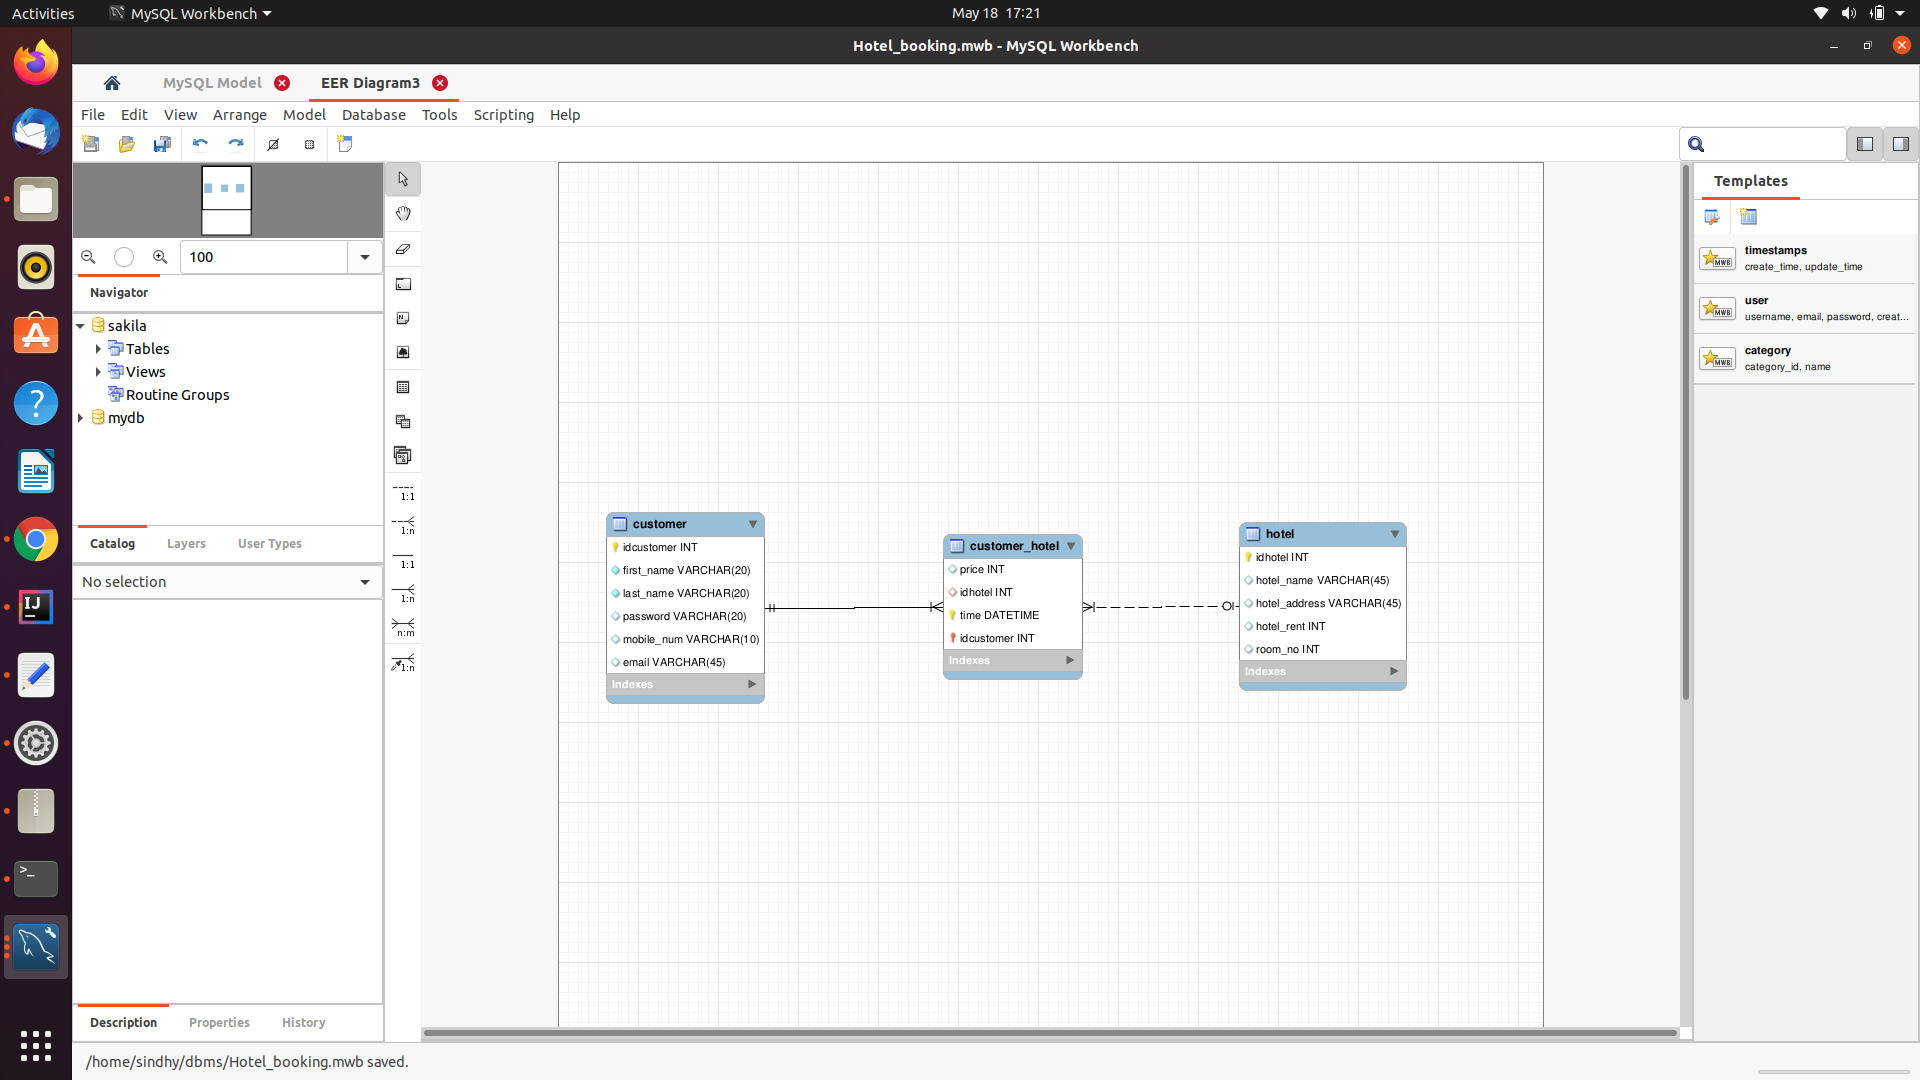 Activities
MySQL Workbench
May 18 17:21
Hotel_booking.mwb - MySQL Workbench
MySQL Model
EER Diagram3
File Edit View Arrange Model Database Tools Scripting Help
100
Navigator
sakila
Tables
Views
Routine Groups
mydb
Catalog
Layers
User Types
No selection
Description
Properties
History
/home/sindhy/dbms/Hotel_booking.mwb saved.
1:1
1:n
1:1
1:n
n:m
1:n
customer
idcustomer INT
first_name VARCHAR(20)
last_name VARCHAR(20)
password VARCHAR(20)
mobile_num VARCHAR(10)
email VARCHAR(45)
Indexes
customer_hotel
price INT
idhotel INT
time DATETIME
idcustomer INT
Indexes
hotel
idhotel INT
hotel_name VARCHAR(45)
hotel_address VARCHAR(45)
hotel_rent INT
room_no INT
Indexes
Templates
timestamps
create_time, update_time
user
username, email, password, creat...
category
category_id, name
MWB
MWB
MWB
IJ